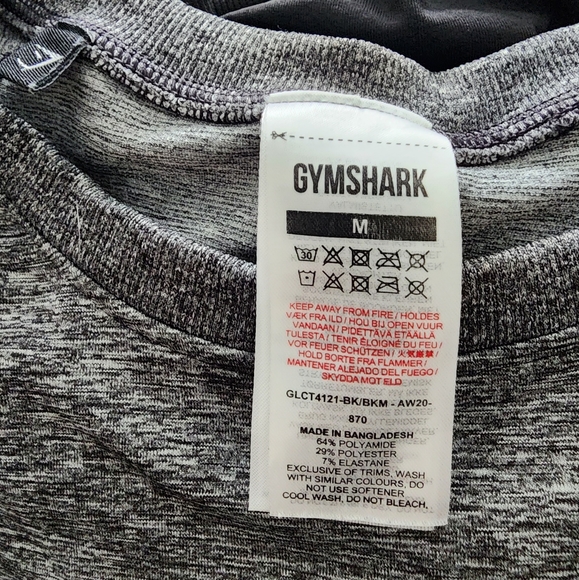 GYMSHARK
M
30
KEEP AWAY FROM FIRE / HOLDES
VÆK FRA ILD / HOU BIJ OPEN VUUR
VANDAAN / PIDETTÄVÄ ETÄÄLLÄ
TULESTA / TENIR ÉLOIGNÉ DU FEU /
VOR FEUER SCHÜTZEN / 火気厳禁 /
HOLD BORTE FRA FLAMMER /
MANTENER ALEJADO DEL FUEGO /
SKYDDA MOT ELD
GLCT4121-BK/BKM - AW20-
870
MADE IN BANGLADESH
64% POLYAMIDE
29% POLYESTER
7% ELASTANE
EXCLUSIVE OF TRIMS, WASH
WITH SIMILAR COLOURS, DO
NOT USE SOFTENER
COOL WASH, DO NOT BLEACH,